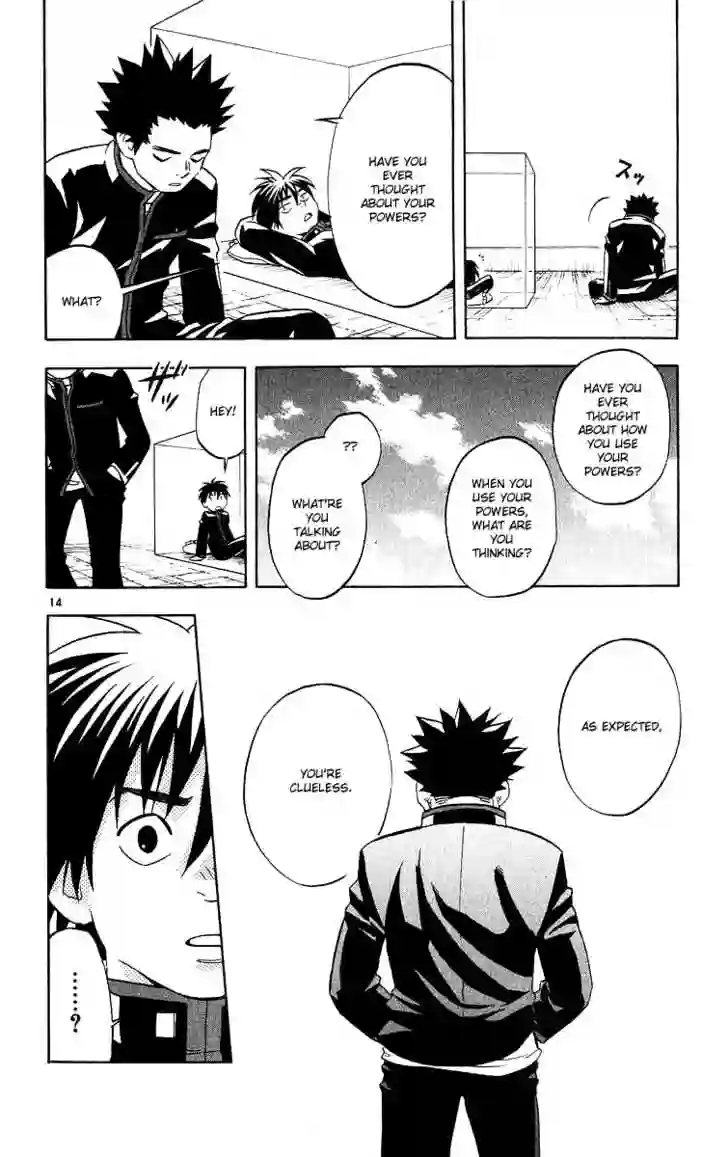 スッ
HAVE YOU
EVER
THOUGHT
ABOUT YOUR
POWERS?
WHAT?
HAVE YOU
EVER
THOUGHT
ABOUT HOW
YOU USE
YOUR
POWERS?
WHEN YOU
USE YOUR
POWERS,
WHAT ARE
YOU
THINKING?
??
WHAT'RE
YOU
TALKING
ABOUT?
HEY!
14
AS EXPECTED,
YOU'RE
CLUELESS.
......?